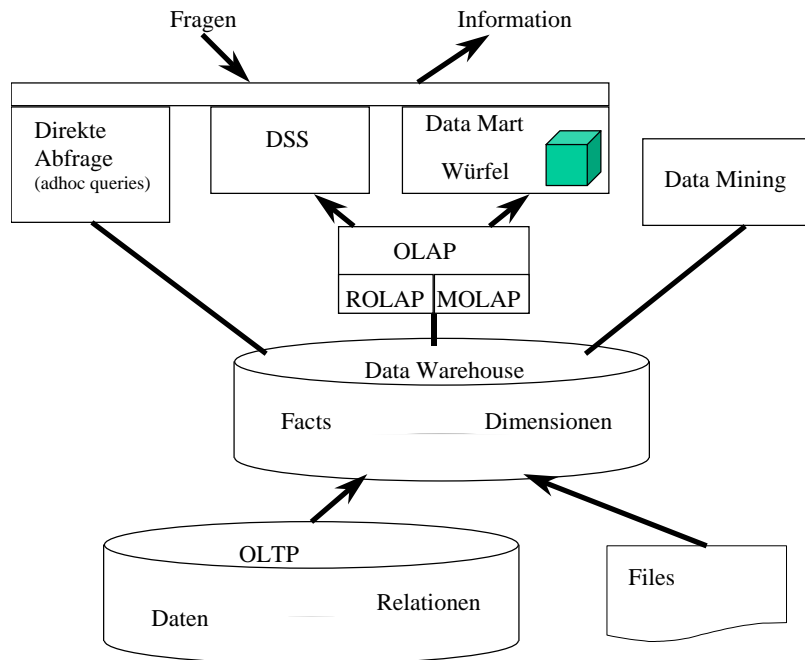 Fragen
Information
Direkte
Abfrage
(adhoc queries)
DSS
Data Mart
Würfel
Data Mining
OLAP
ROLAP
MOLAP
Data Warehouse
Facts
Dimensionen
OLTP
Daten
Relationen
Files